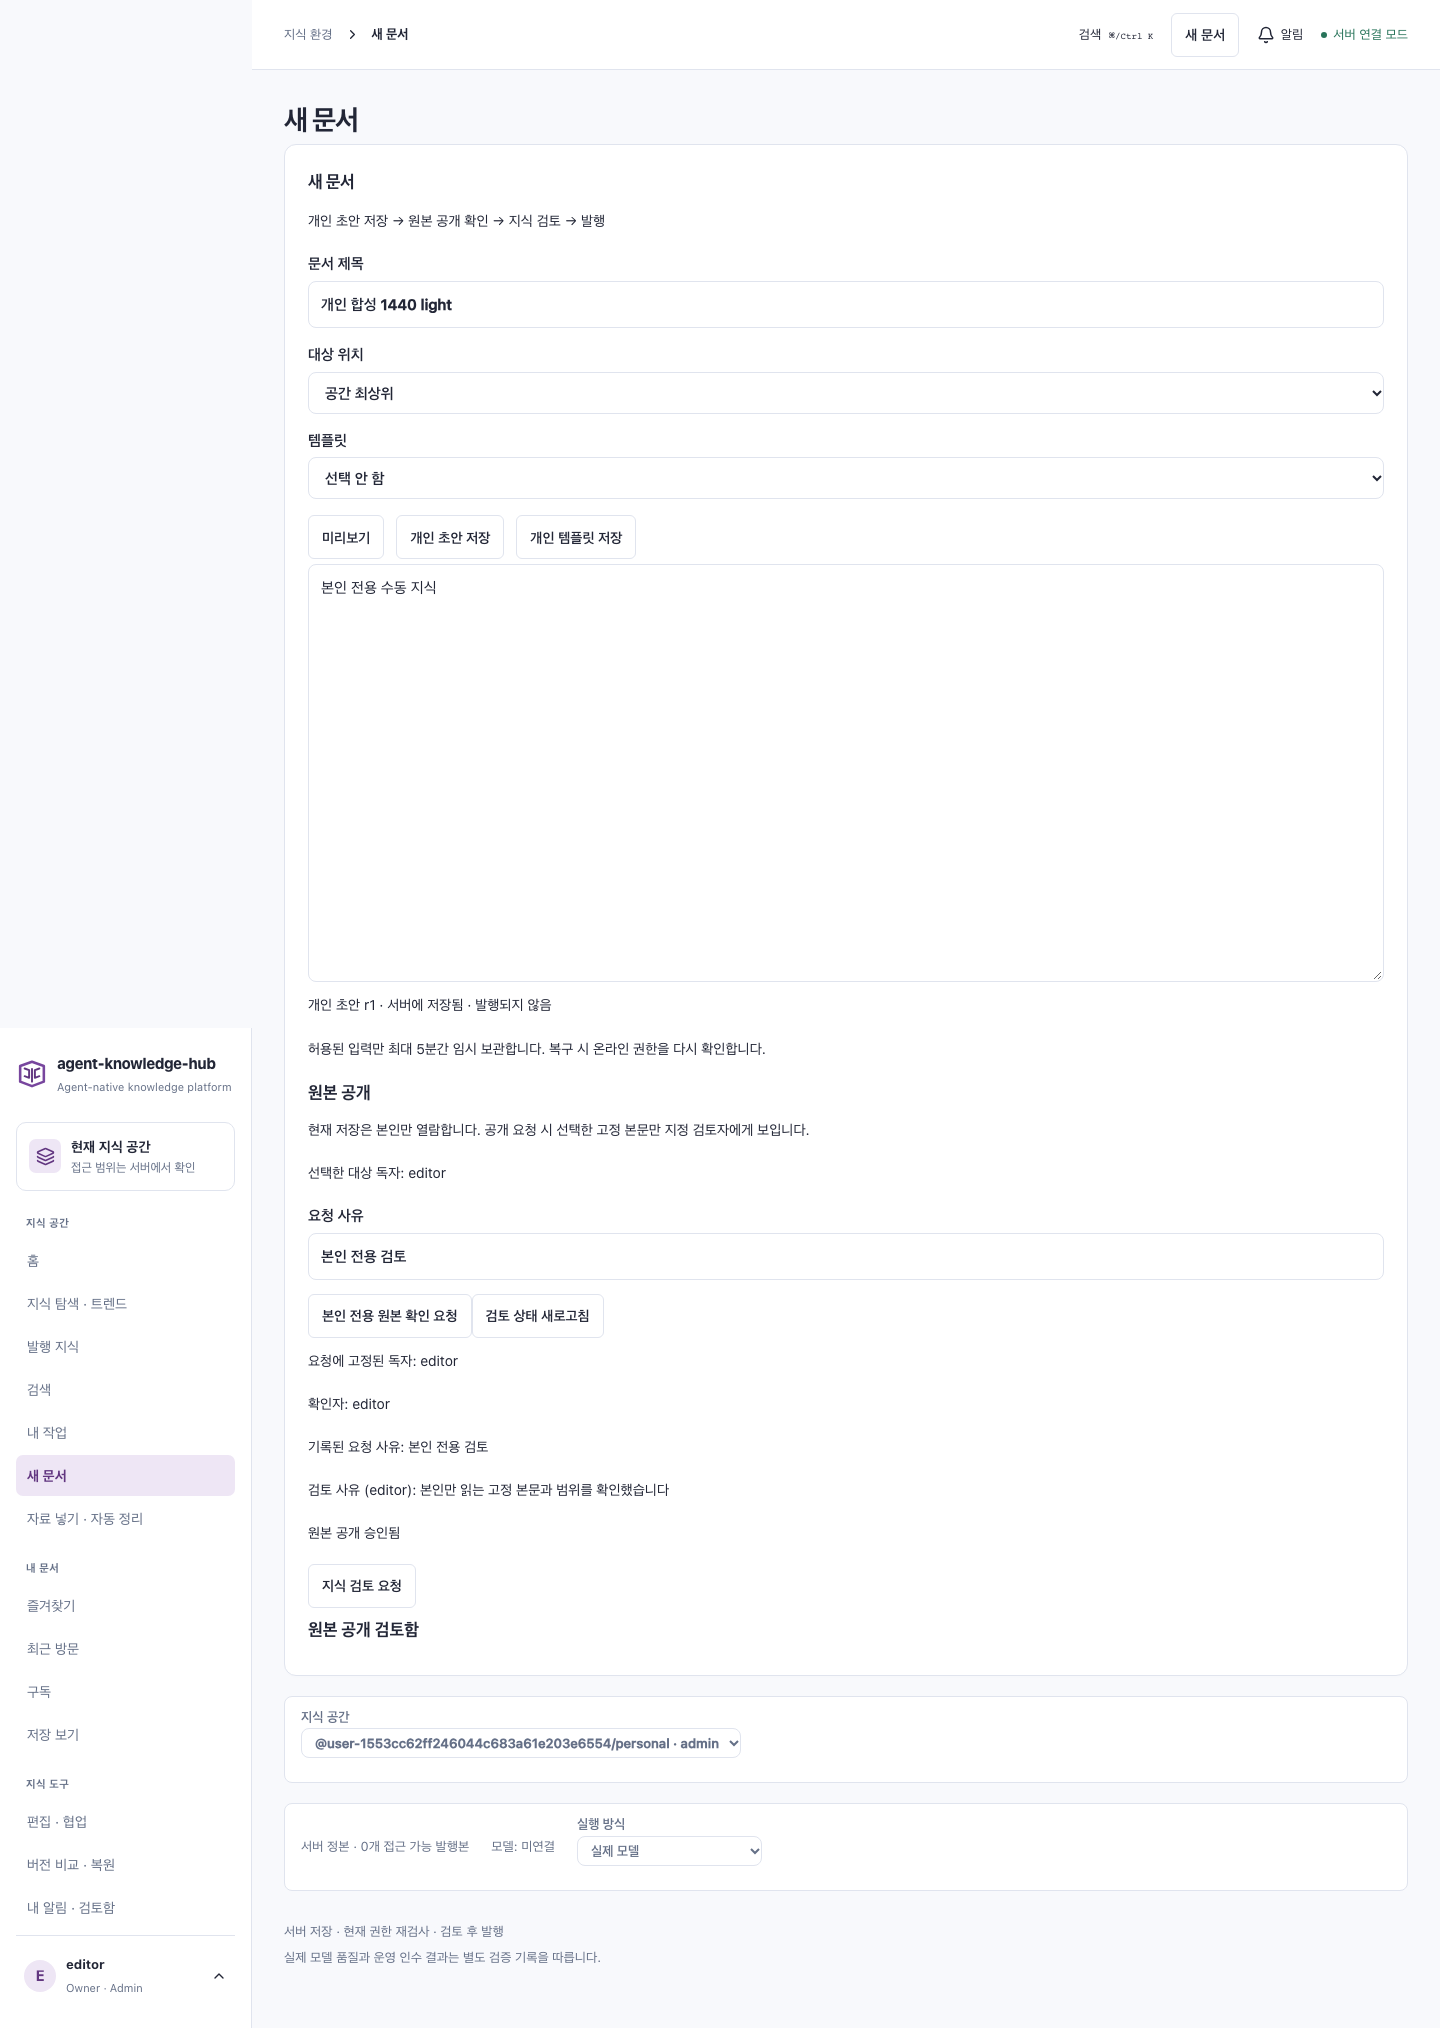 지식 환경 > 새 문서
검색 ⌘/Ctrl K
새 문서
알림
서버 연결 모드
새 문서
새 문서
개인 초안 저장 → 원본 공개 확인 → 지식 검토 → 발행
문서 제목
개인 합성 1440 light
대상 위치
공간 최상위
템플릿
선택 안 함
미리보기
개인 초안 저장
개인 템플릿 저장
본인 전용 수동 지식
개인 초안 r1 · 서버에 저장됨 · 발행되지 않음
허용된 입력만 최대 5분간 임시 보관합니다. 복구 시 온라인 권한을 다시 확인합니다.
원본 공개
현재 저장은 본인만 열람합니다. 공개 요청 시 선택한 고정 본문만 지정 검토자에게 보입니다.
선택한 대상 독자: editor
요청 사유
본인 전용 검토
본인 전용 원본 확인 요청
검토 상태 새로고침
요청에 고정된 독자: editor
확인자: editor
기록된 요청 사유: 본인 전용 검토
검토 사유 (editor): 본인만 읽는 고정 본문과 범위를 확인했습니다
원본 공개 승인됨
지식 검토 요청
원본 공개 검토함
지식 공간
@user-1553cc62ff246044c683a61e203e6554/personal · admin
서버 정본 · 0개 접근 가능 발행본
모델: 미연결
실행 방식
실제 모델
서버 저장 · 현재 권한 재검사 · 검토 후 발행
실제 모델 품질과 운영 인수 결과는 별도 검증 기록을 따릅니다.
agent-knowledge-hub
Agent-native knowledge platform
현재 지식 공간
접근 범위는 서버에서 확인
지식 공간
홈
지식 탐색 · 트렌드
발행 지식
검색
내 작업
새 문서
자료 넣기 · 자동 정리
내 문서
즐겨찾기
최근 방문
구독
저장 보기
지식 도구
편집 · 협업
버전 비교 · 복원
내 알림 · 검토함
E
editor
Owner · Admin